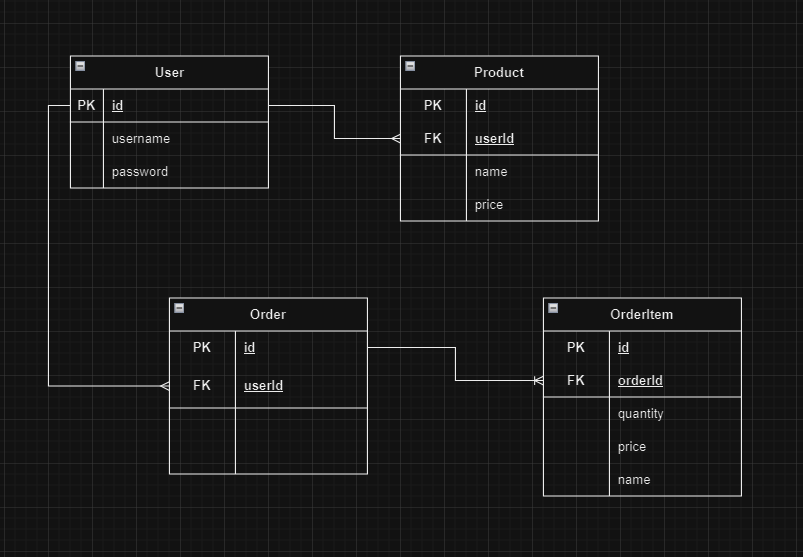 User
PK id
username
password
Product
PK id
FK userId
name
price
Order
PK id
FK userId
OrderItem
PK id
FK orderId
quantity
price
name